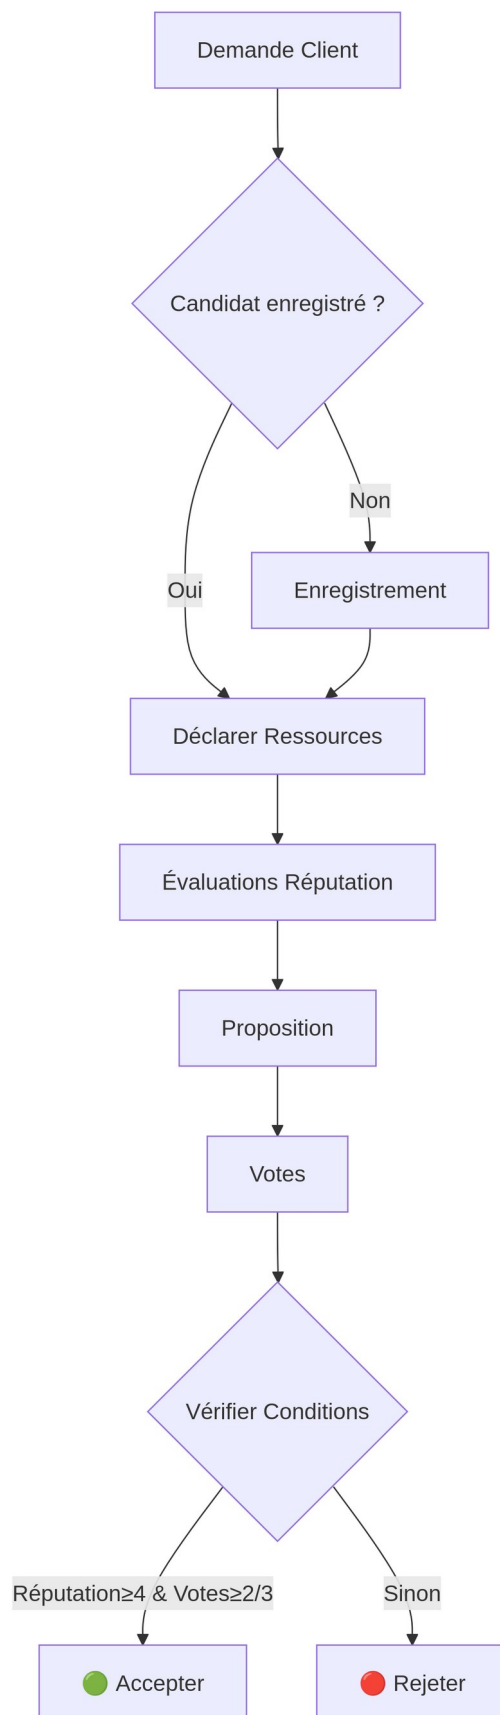 Demande Client
Candidat enregistré ?
Non
Oui
Enregistrement
Déclarer Ressources
Évaluations Réputation
Proposition
Votes
Vérifier Conditions
Réputation≥4 & Votes≥2/3
Sinon
🟢 Accepter
🔴 Rejeter